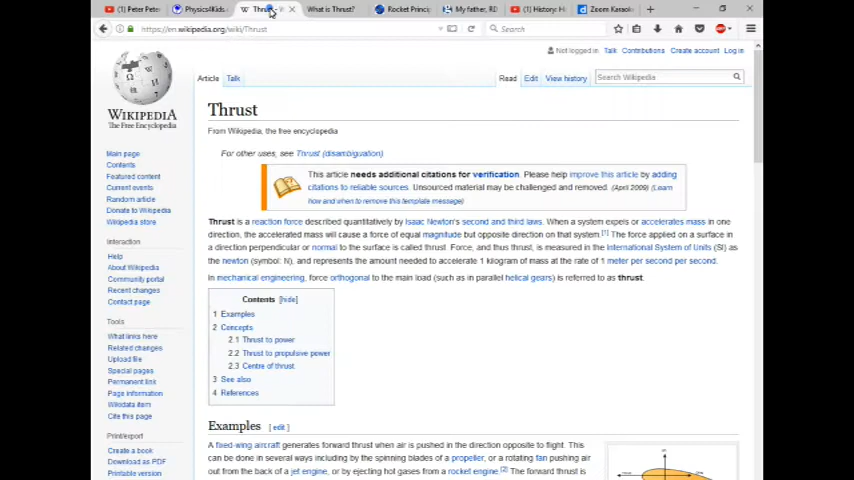 Peter Peter
Physics4Kids.
Thrust - W
What is Thrust?
Rocket Princip
My father, RD
(1) History: H
Zeem Karaok
https://en.wikipedia.org/wiki/Thrust
Search
Not logged in Talk Contributions Create account Log in
Article Talk
Read Edit View history
Search Wikipedia
WIKIPEDIA
The Free Encyclopedia
Main page
Contents
Featured content
Current events
Random article
Donate to Wikipedia
Wikipedia store
Interaction
Help
About Wikipedia
Community portal
Recent changes
Contact page
Tools
What links here
Related changes
Upload file
Special pages
Permanent link
Page information
Wikidata item
Cite this page
Print/export
Create a book
Download as PDF
Printable version
Thrust
From Wikipedia, the free encyclopedia
For other uses, see Thrust (disambiguation)
This article needs additional citations for verification. Please help improve this article by adding
citations to reliable sources. Unsourced material may be challenged and removed. (April 2009) (Learn
how and when to remove this template message)
Thrust is a reaction force described quantitatively by Isaac Newton's second and third laws. When a system expels or accelerates mass in one
direction, the accelerated mass will cause a force of equal magnitude but opposite direction on that system.[1] The force applied on a surface in
a direction perpendicular or normal to the surface is called thrust. Force, and thus thrust, is measured in the International System of Units (SI) as
the newton (symbol: N), and represents the amount needed to accelerate 1 kilogram of mass at the rate of 1 meter per second per second.
In mechanical engineering, force orthogonal to the main load (such as in parallel helical gears) is referred to as thrust.
Contents [hide]
1 Examples
2 Concepts
2.1 Thrust to power
2.2 Thrust to propulsive power
2.3 Centre of thrust
3 See also
4 References
Examples [edit]
A fixed-wing aircraft generates forward thrust when air is pushed in the direction opposite to flight. This
can be done in several ways including by the spinning blades of a propeller, or a rotating fan pushing air
out from the back of a jet engine, or by ejecting hot gases from a rocket engine.[2] The forward thrust is